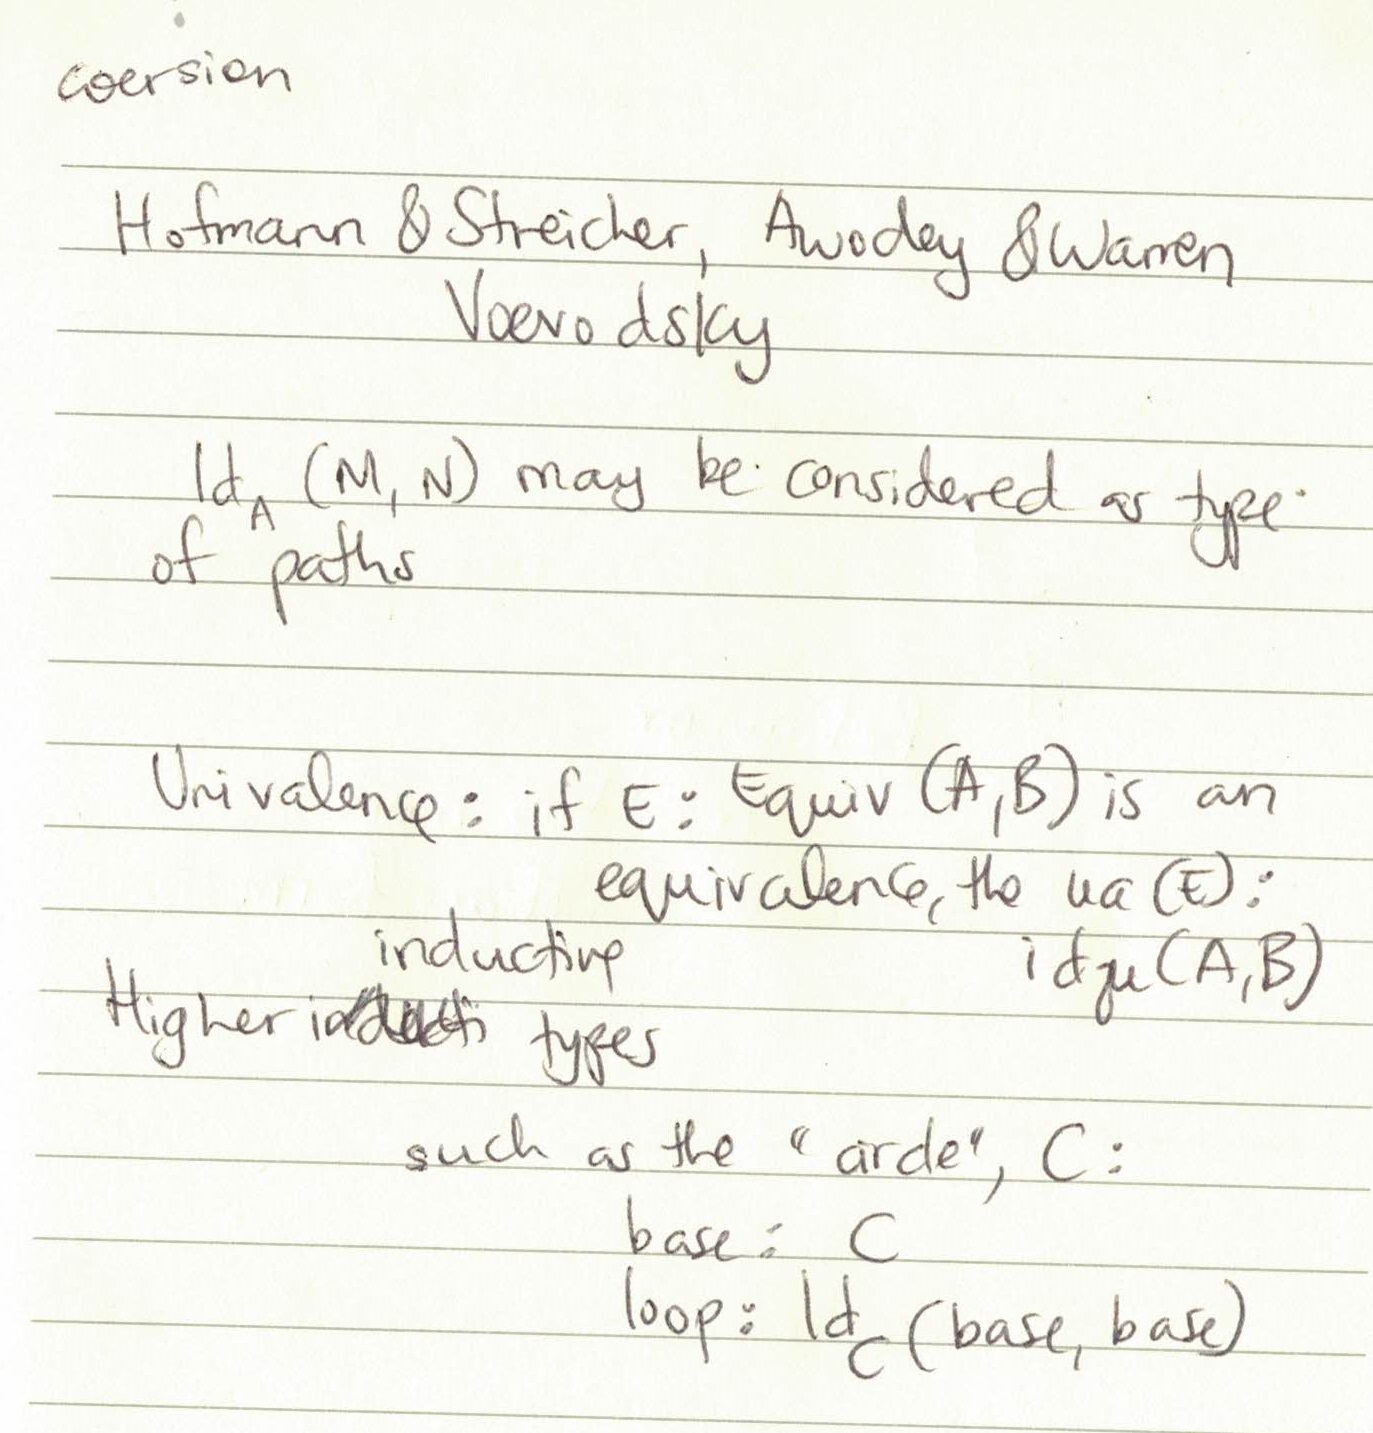 coersion
Hofmann & Streicher, Awodey & Warren
Voevodsky
Id_A (M, N) may be considered as type
of paths
Univalence: if E: Equiv (A,B) is an
equivalence, the ua (E):
inductive id_U (A,B)
Higher types
such as the "circle", C:
base: C
loop: Id_C (base, base)